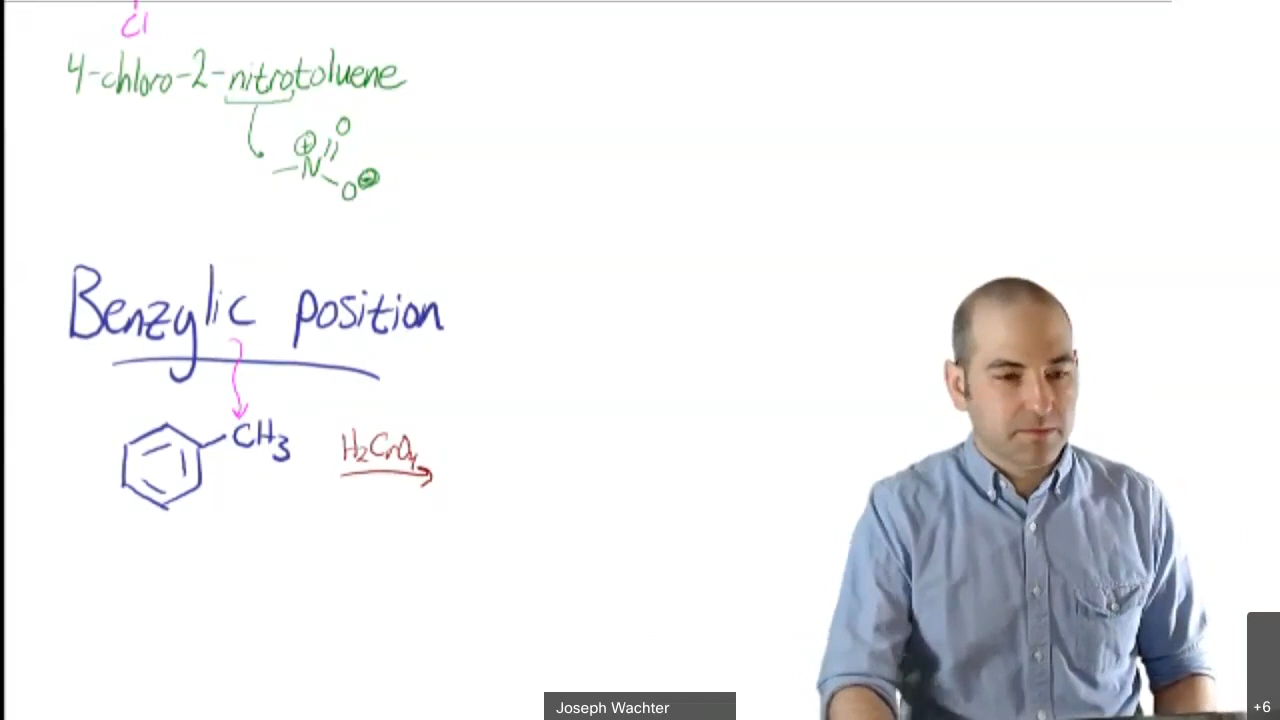 Cl
4-chloro-2-nitrotoluene
⊕ O
N
O ⊖
Benzylic position
CH3 H2CrO4
Joseph Wachter
+6